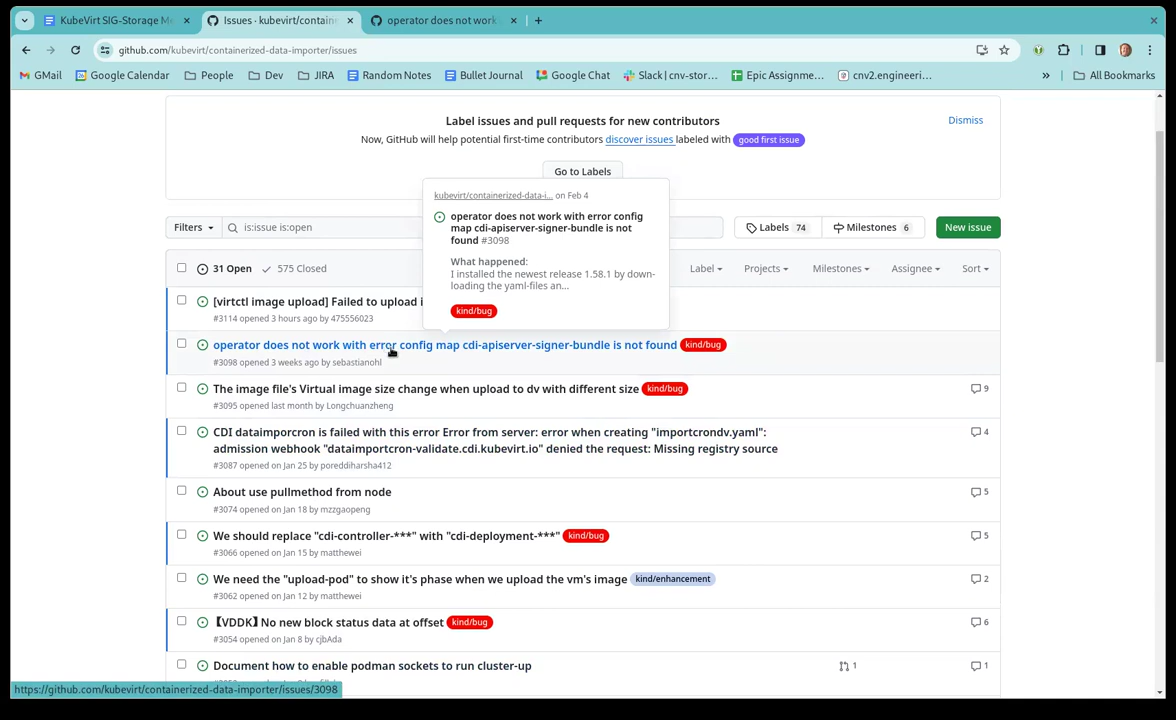 KubeVirt SIG-Storage Me
Issues · kubevirt/containe
operator does not work
github.com/kubevirt/containerized-data-importer/issues
GMail
Google Calendar
People
Dev
JIRA
Random Notes
Bullet Journal
Google Chat
Slack | cnv-stor...
Epic Assignme...
cnv2.engineeri...
»
All Bookmarks
Label issues and pull requests for new contributors
Dismiss
Now, GitHub will help potential first-time contributors discover issues labeled with good first issue
Go to Labels
kubevirt/containerized-data-i... on Feb 4
operator does not work with error config
map cdi-apiserver-signer-bundle is not
found #3098
What happened:
I installed the newest release 1.58.1 by down-
loading the yaml-files an...
kind/bug
Filters
is:issue is:open
Labels 74
Milestones 6
New issue
31 Open
575 Closed
Label
Projects
Milestones
Assignee
Sort
[virtctl image upload] Failed to upload i
#3114 opened 3 hours ago by 475556023
operator does not work with error config map cdi-apiserver-signer-bundle is not found kind/bug
#3098 opened 3 weeks ago by sebastianohl
The image file's Virtual image size change when upload to dv with different size kind/bug
9
#3095 opened last month by Longchuanzheng
CDI dataimporcron is failed with this error Error from server: error when creating "importcrondv.yaml":
4
admission webhook "dataimportcron-validate.cdi.kubevirt.io" denied the request: Missing registry source
#3087 opened on Jan 25 by poreddiharsha412
About use pullmethod from node
5
#3074 opened on Jan 18 by mzzgaopeng
We should replace "cdi-controller-***" with "cdi-deployment-***" kind/bug
5
#3066 opened on Jan 15 by matthewei
We need the "upload-pod" to show it's phase when we upload the vm's image kind/enhancement
2
#3062 opened on Jan 12 by matthewei
【VDDK】No new block status data at offset kind/bug
6
#3054 opened on Jan 8 by cjbAda
Document how to enable podman sockets to run cluster-up
1
1
https://github.com/kubevirt/containerized-data-importer/issues/3098